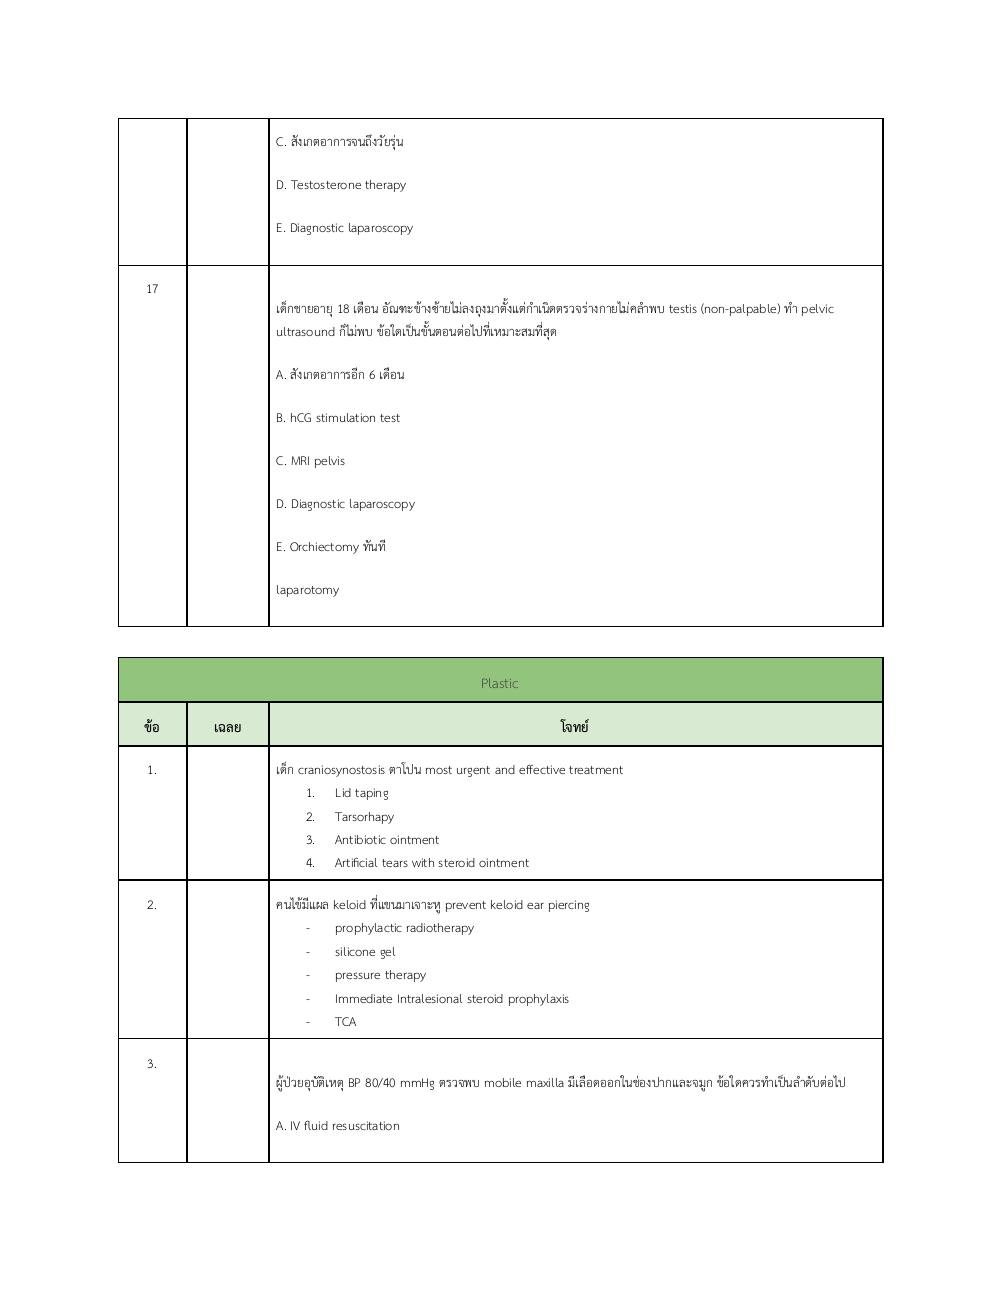 C. สังเกตอาการจนถึงวัยรุ่น
D. Testosterone therapy
E. Diagnostic laparoscopy
17
เด็กชายอายุ 18 เดือน อัณฑะข้างซ้ายไม่ลงถุงมาตั้งแต่กำเนิดตรวจร่างกายไม่คลำพบ testis (non-palpable) ทำ pelvic
ultrasound ก็ไม่พบ ข้อใดเป็นขั้นตอนต่อไปที่เหมาะสมที่สุด
A. สังเกตอาการอีก 6 เดือน
B. hCG stimulation test
C. MRI pelvis
D. Diagnostic laparoscopy
E. Orchiectomy ทันที
laparotomy
Plastic
ข้อ เฉลย โจทย์
1. เด็ก craniosynostosis ตาโปน most urgent and effective treatment
1. Lid taping
2. Tarsorhapy
3. Antibiotic ointment
4. Artificial tears with steroid ointment
2. คนไข้มีแผล keloid ที่แขนมาเจาะหู prevent keloid ear piercing
- prophylactic radiotherapy
- silicone gel
- pressure therapy
- Immediate Intralesional steroid prophylaxis
- TCA
3.
ผู้ป่วยอุบัติเหตุ BP 80/40 mmHg ตรวจพบ mobile maxilla มีเลือดออกในช่องปากและจมูก ข้อใดควรทำเป็นลำดับต่อไป
A. IV fluid resuscitation